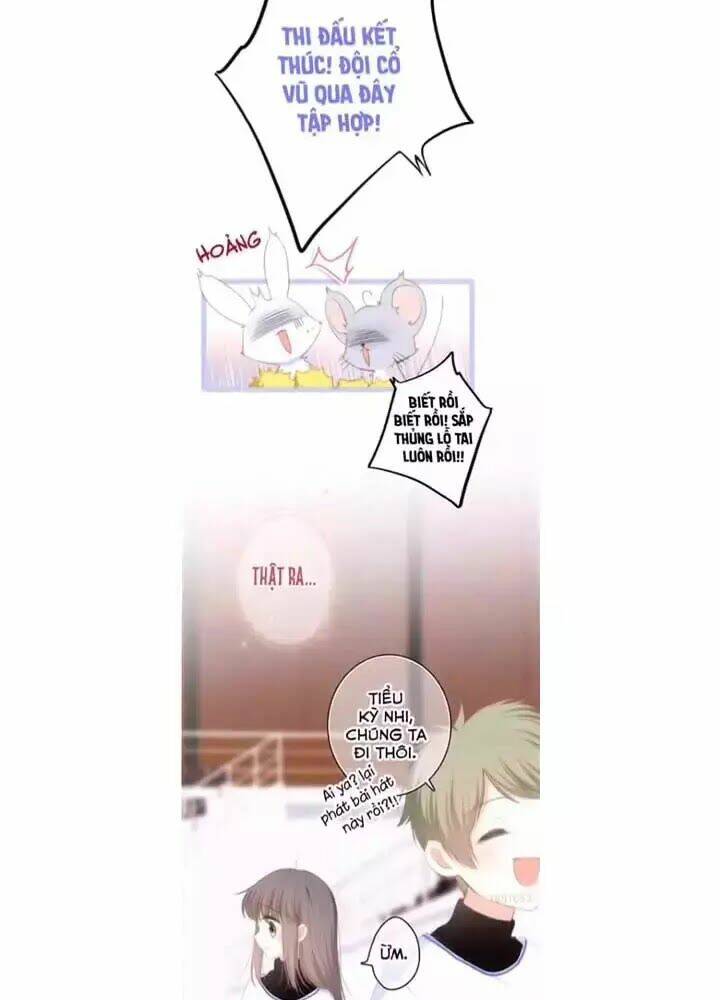 THI ĐẤU KẾT
THÚC! ĐỘI CỔ
VŨ QUA ĐÂY
TẬP HỢP!
HOẢNG
BIẾT RỒI
BIẾT RỒI! SẮP
THỦNG LỖ TAI
LUÔN RỒI!!
THẬT RA...
TIỂU
KỲ NHI,
CHÚNG TA
ĐI THÔI.
Ai ya? lại
phát bài hát
này rồi?!!
ỪM.